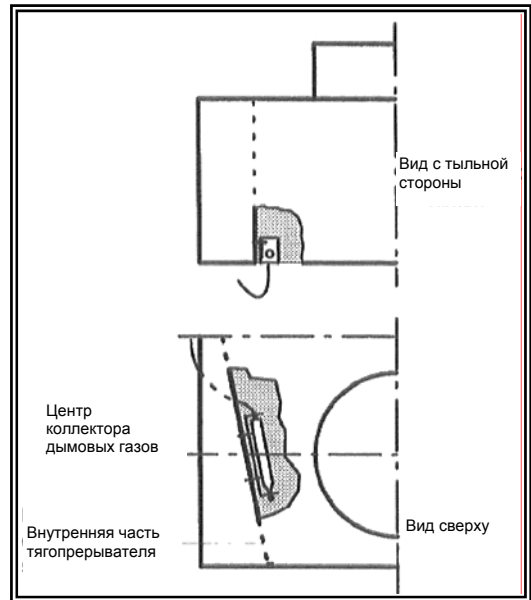 Вид с тыльной
стороны
Центр
коллектора
дымовых газов
Внутренняя часть
тягопрерывателя
Вид сверху